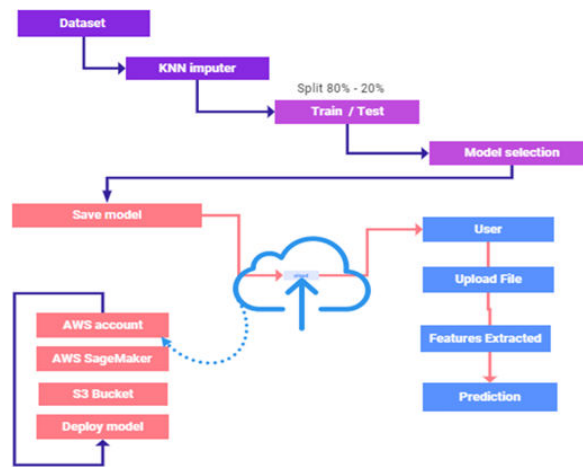 Dataset
KNN imputer
Split 80% - 20%
Train / Test
Model selection
Save model
User
Upload File
AWS account
Features Extracted
AWS SageMaker
S3 Bucket
Prediction
Deploy model